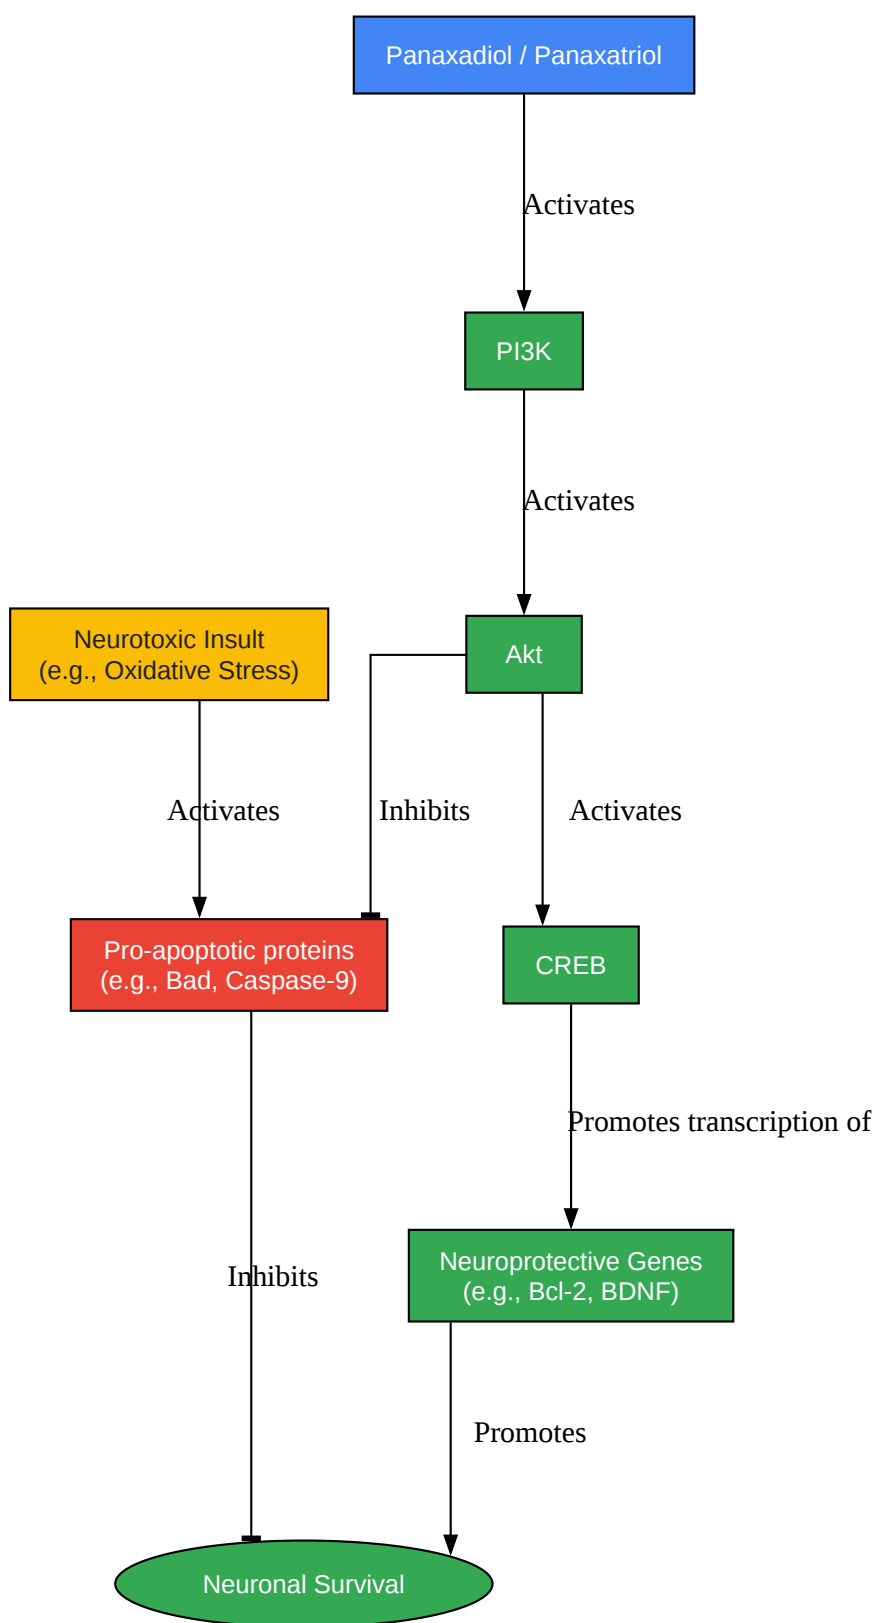 Panaxadiol / Panaxatriol
Activates
PI3K
Activates
Neurotoxic Insult
(e.g., Oxidative Stress)
Akt
Activates
Inhibits
Activates
Pro-apoptotic proteins
(e.g., Bad, Caspase-9)
CREB
Promotes transcription of
Neuroprotective Genes
(e.g., Bcl-2, BDNF)
Inhibits
Promotes
Neuronal Survival